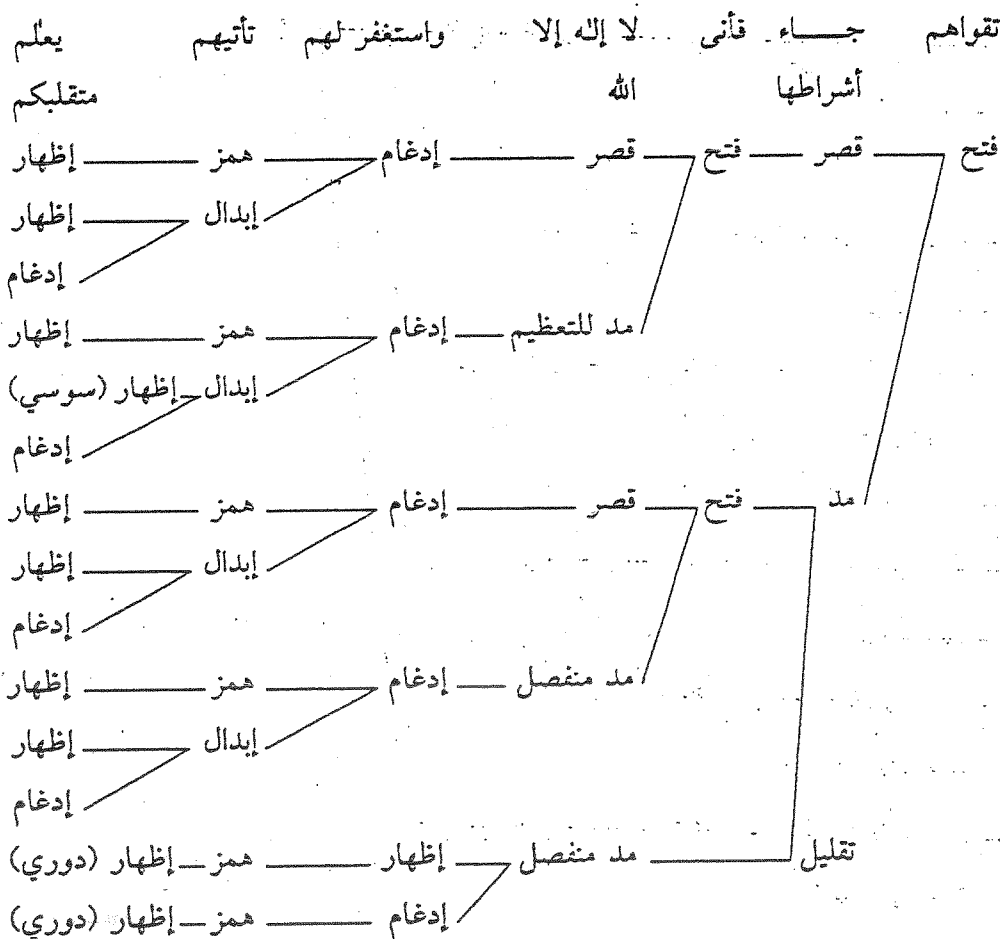 تقواهم جـــاء فأنى لا إله إلا واستغفر لهم تأتيهم يعلم
أشراطها الله متقلبكم
فتح قصر فتح قصر إدغام همز إظهار
إبدال إظهار
إدغام
مد للتعظيم إدغام همز إظهار
إبدال إظهار (سوسي)
إدغام
مد فتح قصر إدغام همز إظهار
إبدال إظهار
إدغام
مد منفصل إدغام همز إظهار
إبدال إظهار
إدغام
تقليل مد منفصل إظهار همز إظهار (دوري)
إدغام همز إظهار (دوري)